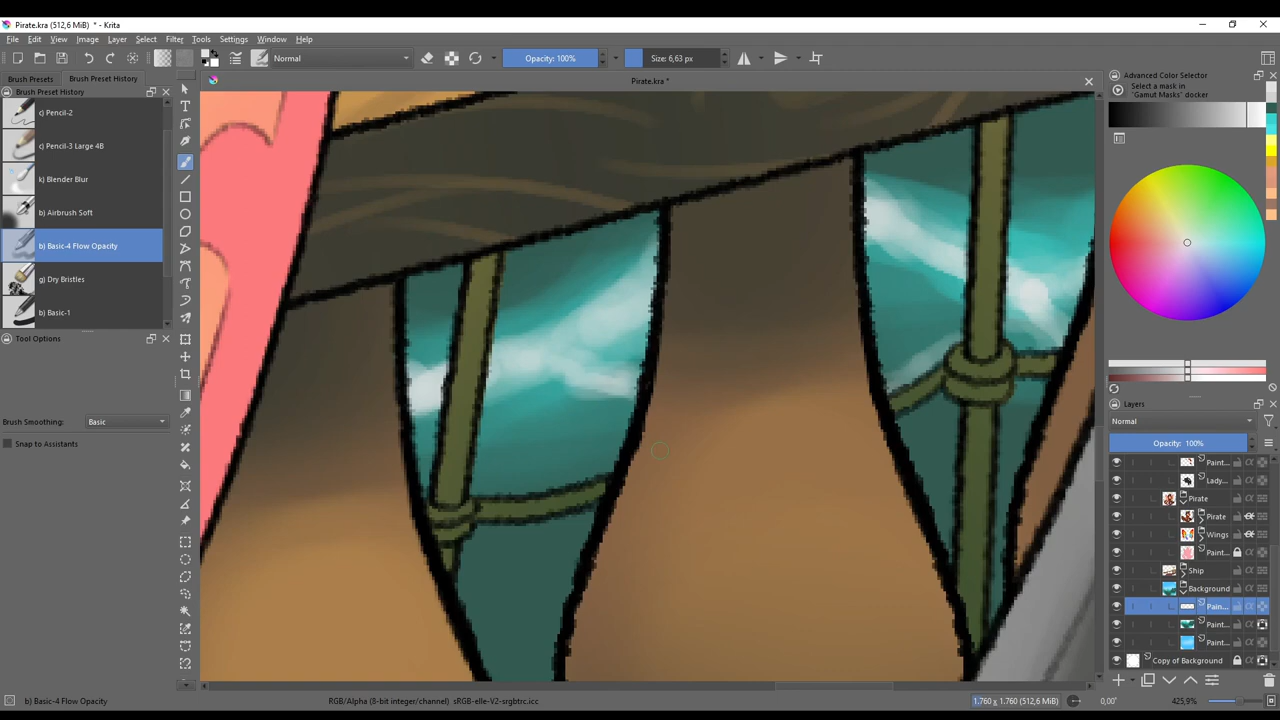 Pirate.kra (512,6 MiB) * - Krita
File Edit View Image Layer Select Filter Tools Settings Window Help
Normal
Opacity: 100%
Size: 6,63 px
Brush Presets
Brush Preset History
Pirate.kra *
Brush Preset History
c) Pencil-2
c) Pencil-3 Large 4B
k) Blender Blur
b) Airbrush Soft
b) Basic-4 Flow Opacity
g) Dry Bristles
b) Basic-1
Tool Options
Brush Smoothing: Basic
Snap to Assistants
Advanced Color Selector
Select a mask in
"Gamut Masks" docker
Layers
Normal
Opacity: 100%
Paint...
Lady...
Pirate
Pirate
Wings
Paint...
Ship
Background
Pain...
Paint...
Paint...
Copy of Background
b) Basic-4 Flow Opacity
RGB/Alpha (8-bit integer/channel) sRGB-elle-V2-srgbtrc.icc
1.760 x 1.760 (512,6 MiB)
0,00°
425,9%